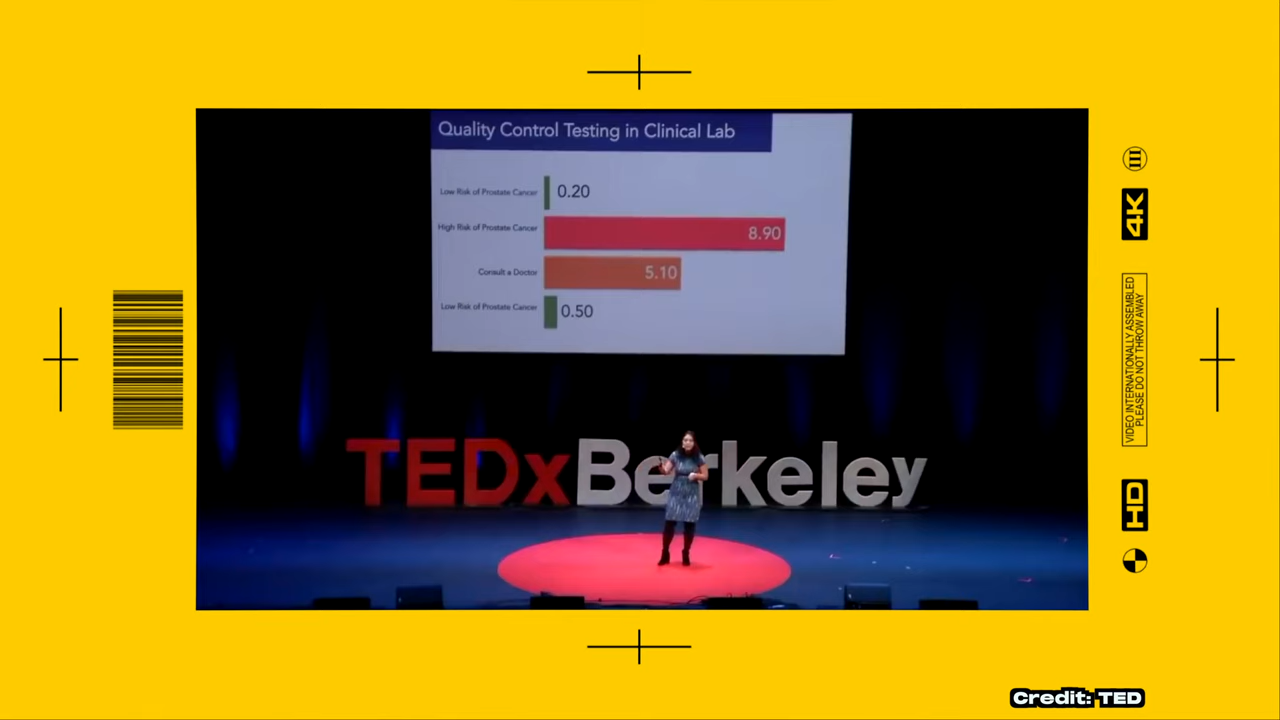 Quality Control Testing in Clinical Lab
Low Risk of Prostate Cancer 0.20
High Risk of Prostate Cancer 8.90
Consult a Doctor 5.10
Low Risk of Prostate Cancer 0.50
TEDxBerkeley
4K
VIDEO INTERNATIONALLY ASSEMBLED
PLEASE DO NOT THROW AWAY
HD
Credit: TED